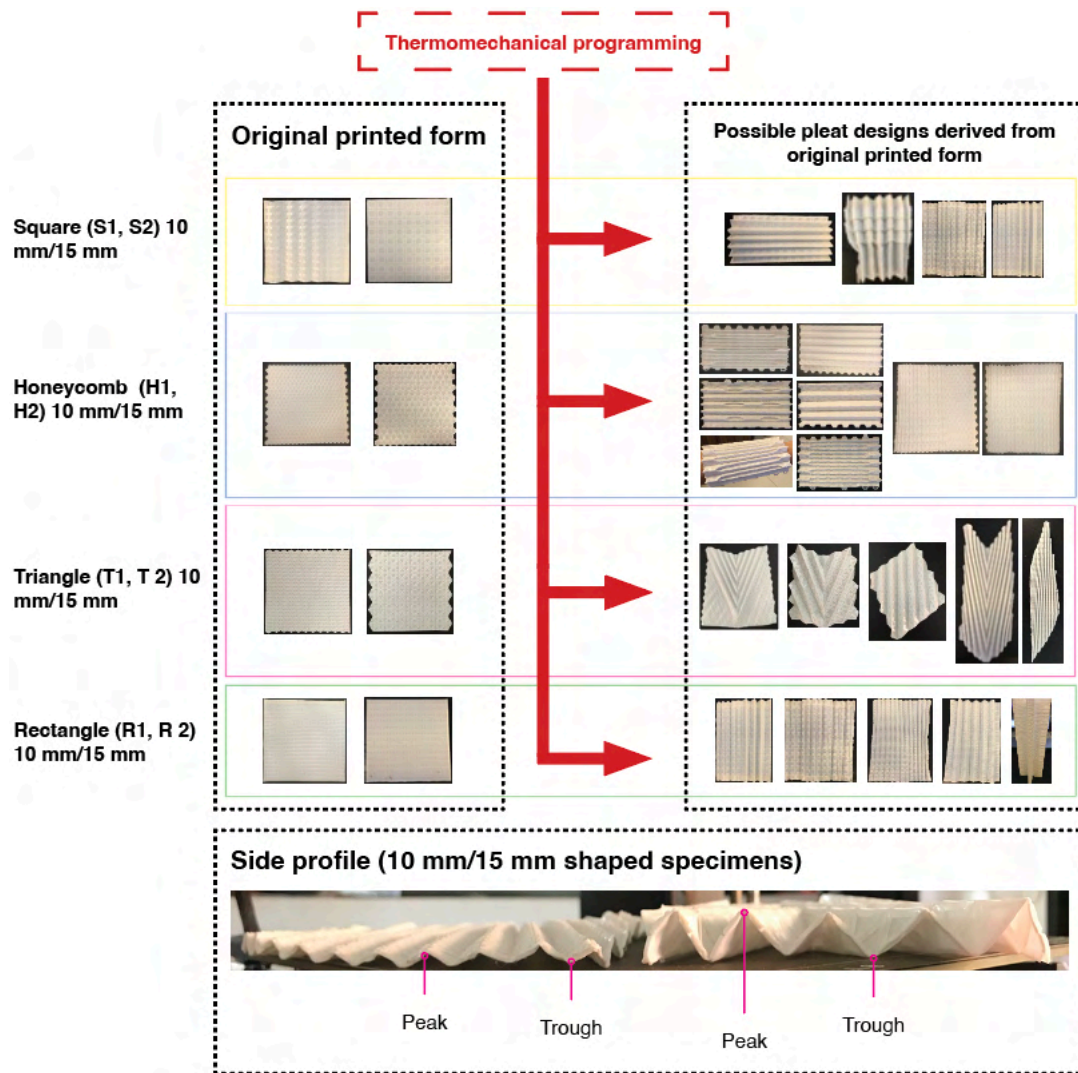 Thermomechanical programming
Original printed form
Possible pleat designs derived from
original printed form
Square (S1, S2) 10
mm/15 mm
Honeycomb (H1,
H2) 10 mm/15 mm
Triangle (T1, T 2) 10
mm/15 mm
Rectangle (R1, R 2)
10 mm/15 mm
Side profile (10 mm/15 mm shaped specimens)
Peak
Trough
Peak
Trough